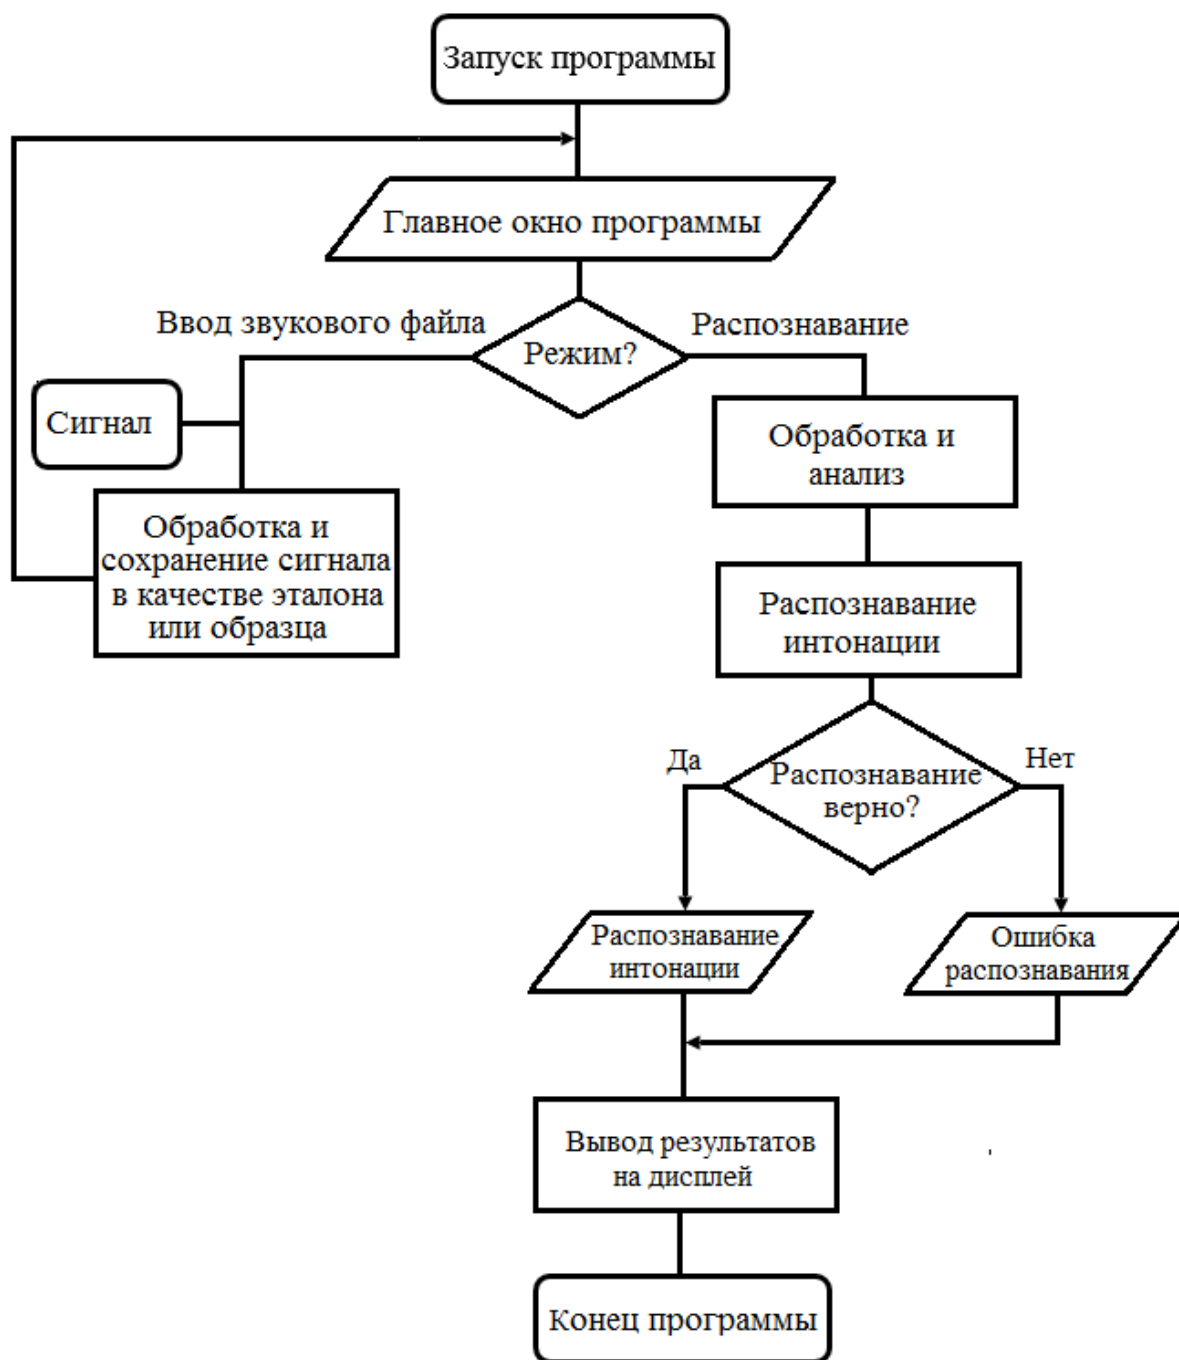 Запуск программы
Главное окно программы
Ввод звукового файла
Распознавание
Режим?
Сигнал
Обработка и
анализ
Обработка и
сохранение сигнала
в качестве эталона
или образца
Распознавание
интонации
Да
Нет
Распознавание
верно?
Распознавание
интонации
Ошибка
распознавания
Вывод результатов
на дисплей
Конец программы